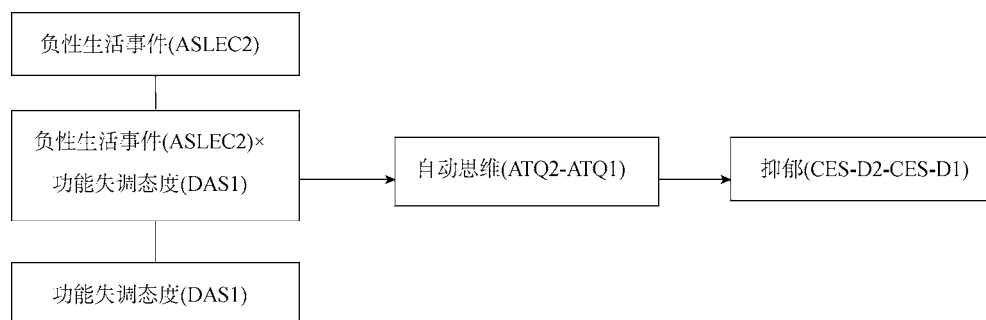 负性生活事件(ASLEC2)
负性生活事件(ASLEC2)×
功能失调态度(DAS1)
自动思维(ATQ2-ATQ1)
抑郁(CES-D2-CES-D1)
功能失调态度(DAS1)